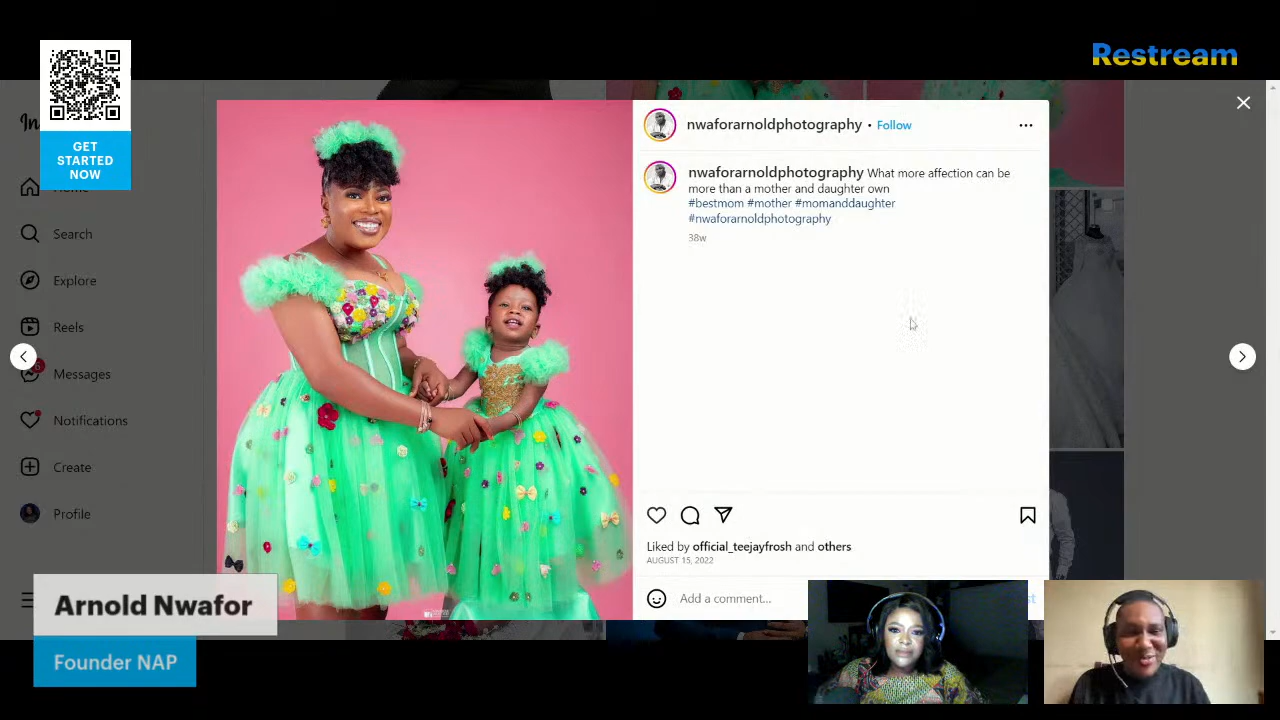 Restream
GET
STARTED
NOW
Search
Explore
Reels
Messages
Notifications
Create
Profile
nwaforarnoldphotography • Follow
nwaforarnoldphotography What more affection can be
more than a mother and daughter own
#bestmom #mother #momanddaughter
#nwaforarnoldphotography
38w
Liked by official_teejayfrosh and others
AUGUST 15, 2022
Add a comment...
Arnold Nwafor
Founder NAP